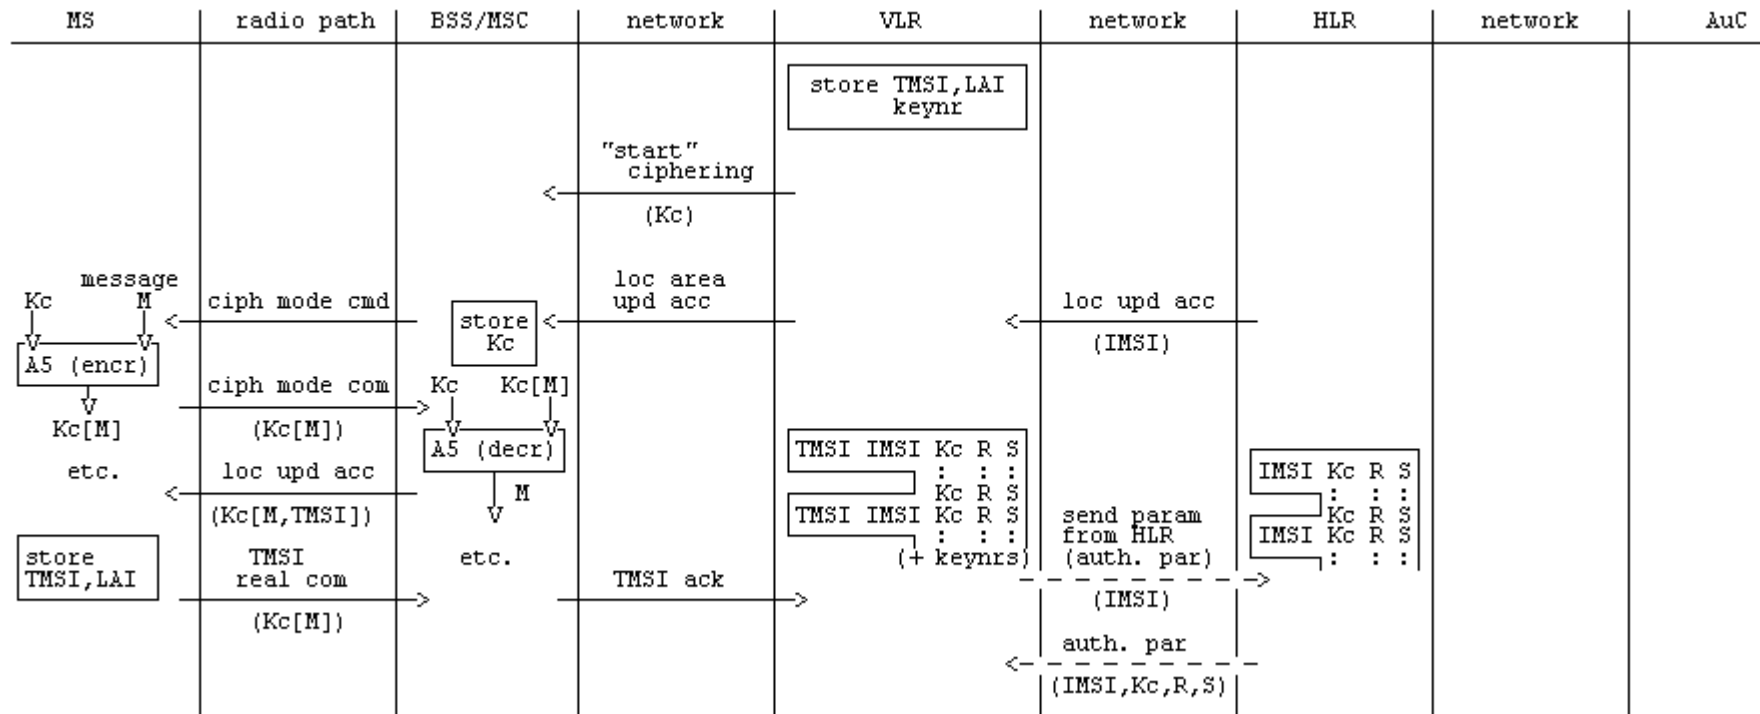 MS radio path BSS/MSC network VLR network HLR network AuC
store TMSI,LAI
keynr
"start"
ciphering
(Kc)
message
Kc M
ciph mode cmd
loc area
upd acc
loc upd acc
store
Kc
(IMSI)
A5 (encr)
ciph mode com
Kc Kc[M]
Kc[M]
(Kc[M])
A5 (decr)
TMSI IMSI Kc R S
: : :
Kc R S
TMSI IMSI Kc R S
: : :
(+ keynrs)
IMSI Kc R S
: : :
Kc R S
IMSI Kc R S
: : :
etc.
loc upd acc
M
(Kc[M,TMSI])
send param
from HLR
(auth. par)
(IMSI)
store
TMSI,LAI
TMSI
real com
etc.
TMSI ack
(Kc[M])
auth. par
(IMSI,Kc,R,S)